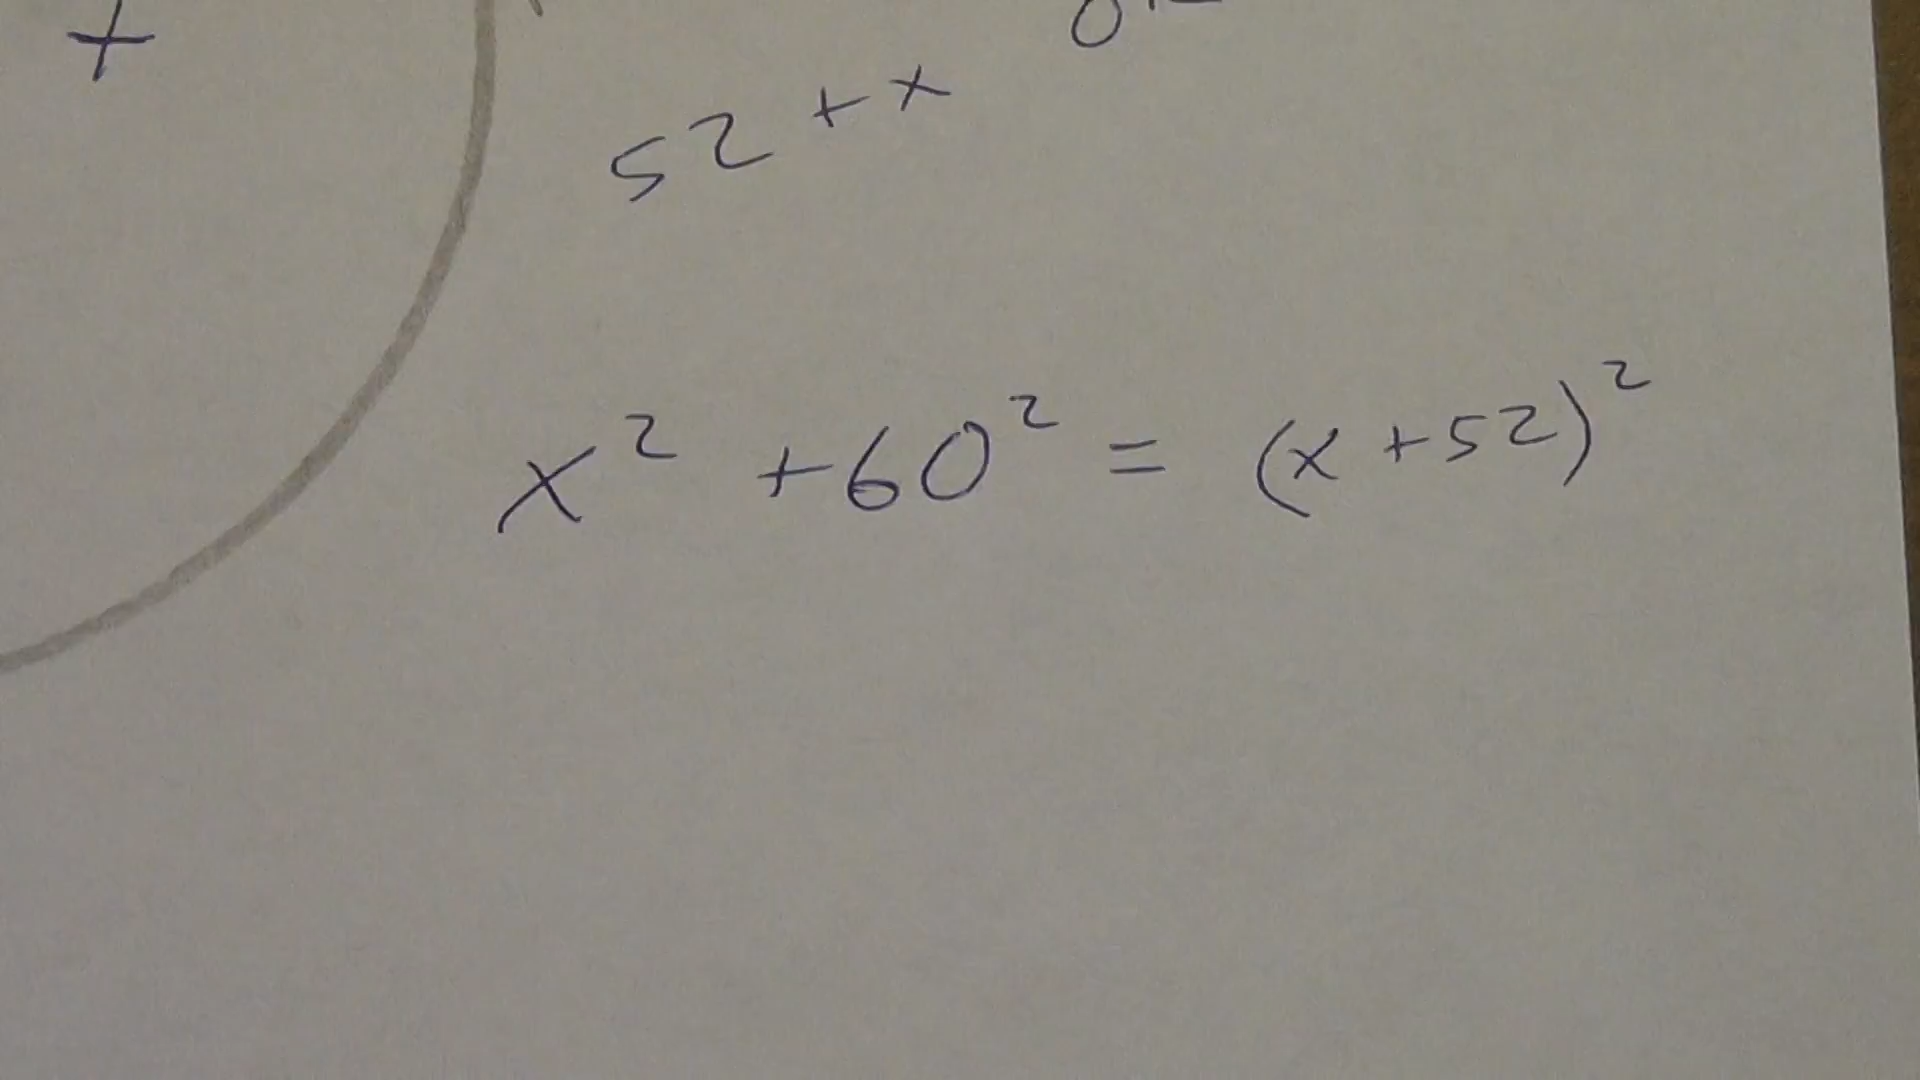 +
52 + x
x² + 60² = (x + 52)²